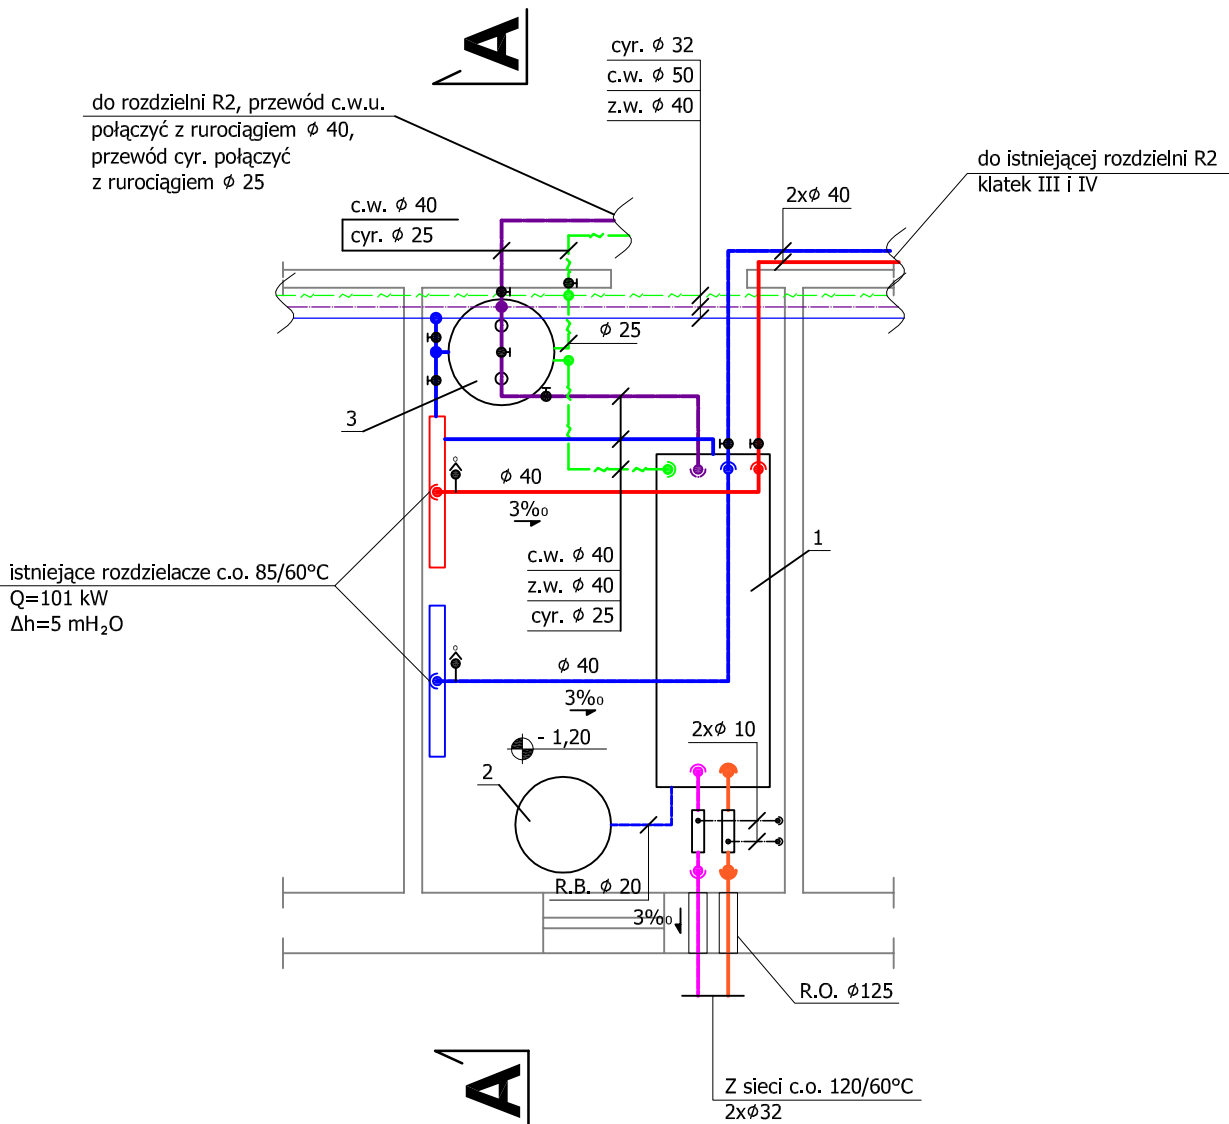 A
cyr. ϕ 32
c.w. ϕ 50
z.w. ϕ 40
do rozdzielni R2, przewód c.w.u.
połączyć z rurociągiem ϕ 40,
przewód cyr. połączyć
z rurociągiem ϕ 25
do istniejącej rozdzielni R2
klatek III i IV
2xϕ 40
c.w. ϕ 40
cyr. ϕ 25
ϕ 25
3
ϕ 40
3‰
1
c.w. ϕ 40
z.w. ϕ 40
cyr. ϕ 25
istniejące rozdzielacze c.o. 85/60°C
Q=101 kW
Δh=5 mH₂O
ϕ 40
3‰
- 1,20
2xϕ 10
2
R.B. ϕ 20
3‰
R.O. ϕ125
Z sieci c.o. 120/60°C
2xϕ32
A